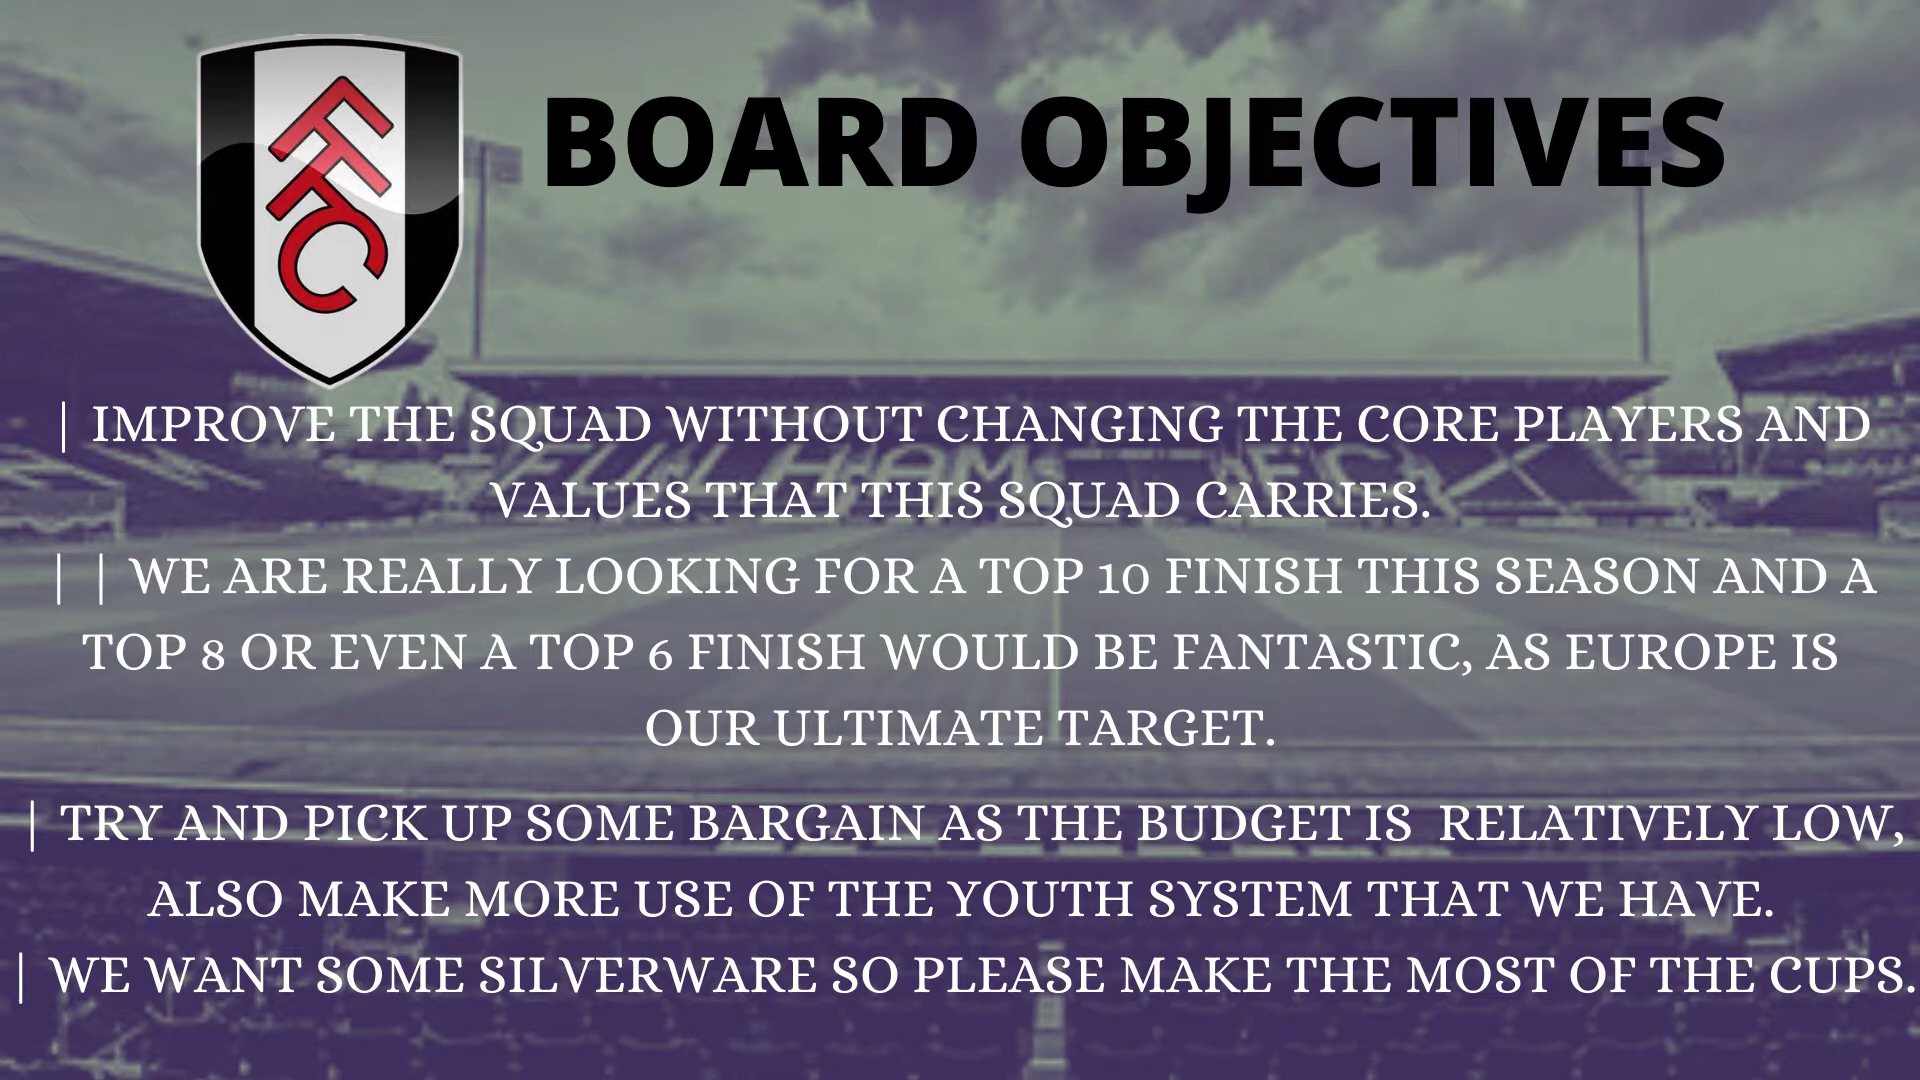 FFC
BOARD OBJECTIVES
| IMPROVE THE SQUAD WITHOUT CHANGING THE CORE PLAYERS AND
VALUES THAT THIS SQUAD CARRIES.
FULHAM FC
| | WE ARE REALLY LOOKING FOR A TOP 10 FINISH THIS SEASON AND A
TOP 8 OR EVEN A TOP 6 FINISH WOULD BE FANTASTIC, AS EUROPE IS
OUR ULTIMATE TARGET.
| TRY AND PICK UP SOME BARGAIN AS THE BUDGET IS  RELATIVELY LOW,
ALSO MAKE MORE USE OF THE YOUTH SYSTEM THAT WE HAVE.
| WE WANT SOME SILVERWARE SO PLEASE MAKE THE MOST OF THE CUPS.